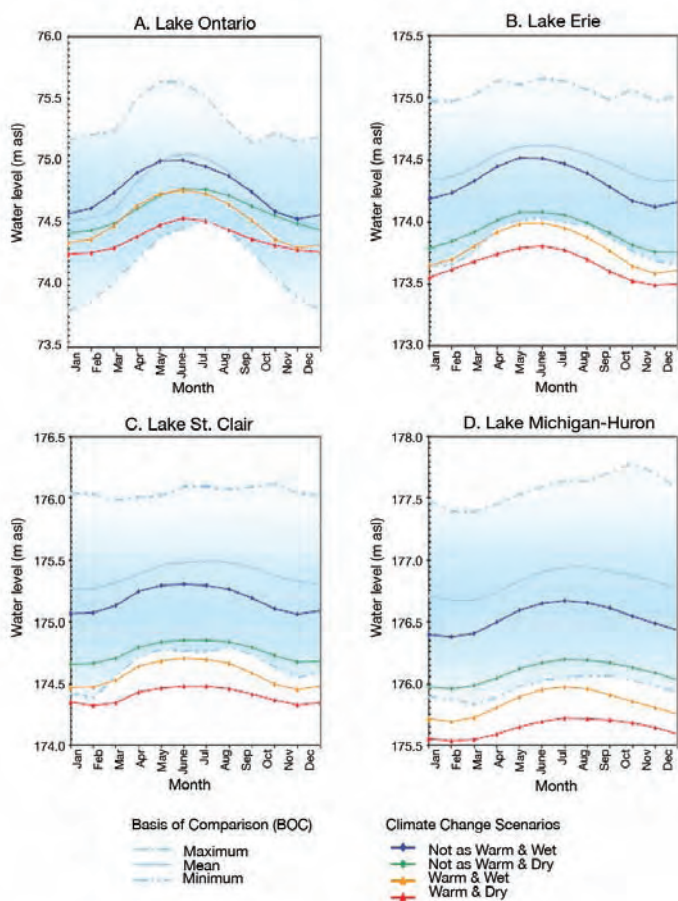 A. Lake Ontario
76.0
75.5
75.0
74.5
74.0
73.5
Water level (m asl)
Jan Feb Mar Apr May June Jul Aug Sep Oct Nov Dec
Month
B. Lake Erie
175.5
175.0
174.5
174.0
173.5
173.0
Water level (m asl)
Jan Feb Mar Apr May June Jul Aug Sep Oct Nov Dec
Month
C. Lake St. Clair
176.5
176.0
175.5
175.0
174.5
174.0
Water level (m asl)
Jan Feb Mar Apr May June Jul Aug Sep Oct Nov Dec
Month
D. Lake Michigan-Huron
178.0
177.5
177.0
176.5
176.0
175.5
Water level (m asl)
Jan Feb Mar Apr May June Jul Aug Sep Oct Nov Dec
Month
Basis of Comparison (BOC)
Maximum
Mean
Minimum
Climate Change Scenarios
Not as Warm & Wet
Not as Warm & Dry
Warm & Wet
Warm & Dry